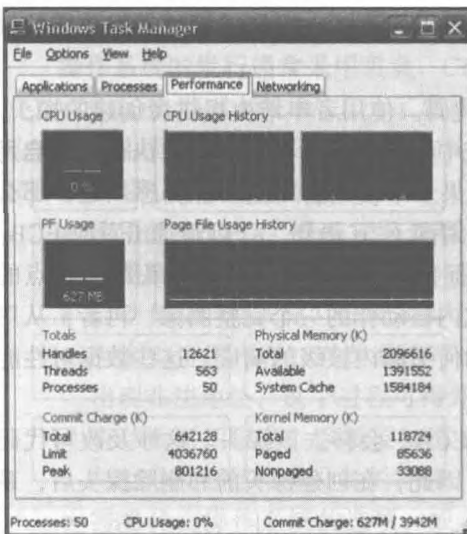 Windows Task Manager
File Options View Help
Applications Processes Performance Networking
CPU Usage CPU Usage History
0 %
PF Usage Page File Usage History
627 MB
Totals Physical Memory (K)
Handles 12621 Total 2096616
Threads 563 Available 1391552
Processes 50 System Cache 1584184
Commit Charge (K) Kernel Memory (K)
Total 642128 Total 118724
Limit 4036760 Paged 85636
Peak 801216 Nonpaged 33088
Processes: 50 CPU Usage: 0% Commit Charge: 627M / 3942M